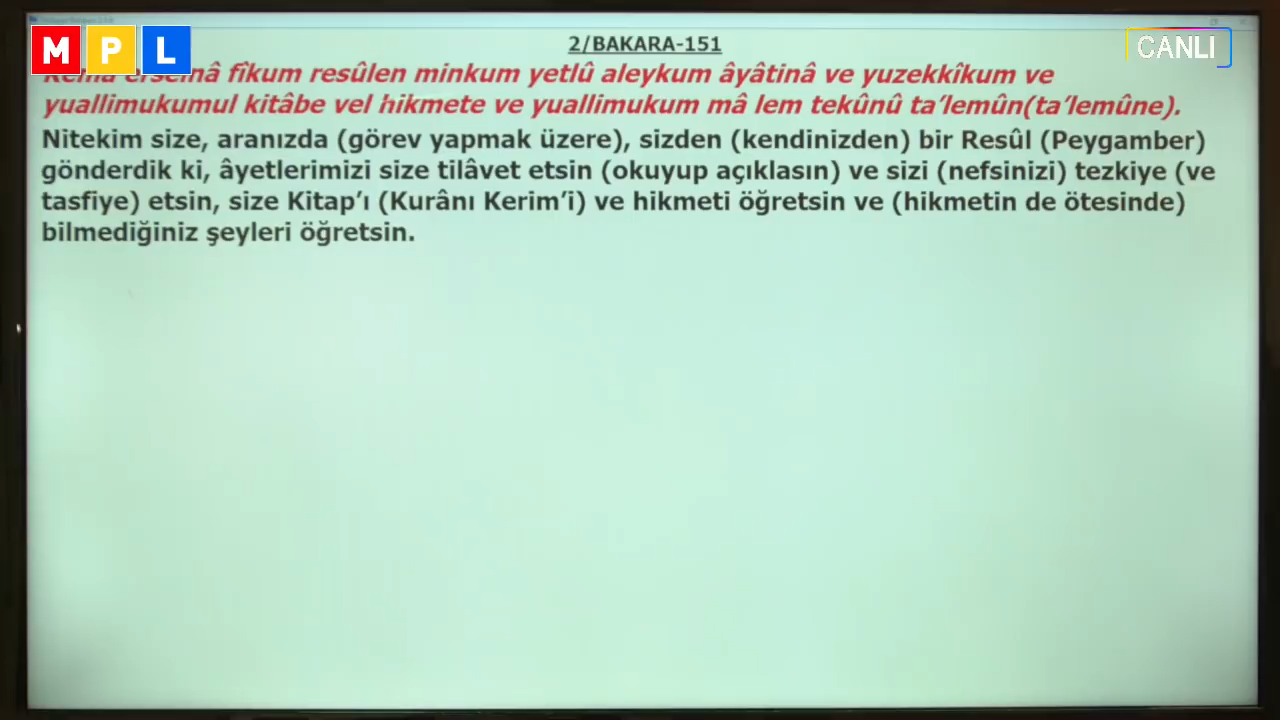 M P L
CANLI
2/BAKARA-151
fîkum resûlen minkum yetlû aleykum âyâtinâ ve yuzekkîkum ve
yuallimukumul kitâbe vel hikmete ve yuallimukum mâ lem tekûnû ta’lemûn(ta’lemûne).
Nitekim size, aranızda (görev yapmak üzere), sizden (kendinizden) bir Resûl (Peygamber)
gönderdik ki, âyetlerimizi size tilâvet etsin (okuyup açıklasın) ve sizi (nefsinizi) tezkiye (ve
tasfiye) etsin, size Kitap’ı (Kurânı Kerim’i) ve hikmeti öğretsin ve (hikmetin de ötesinde)
bilmediğiniz şeyleri öğretsin.